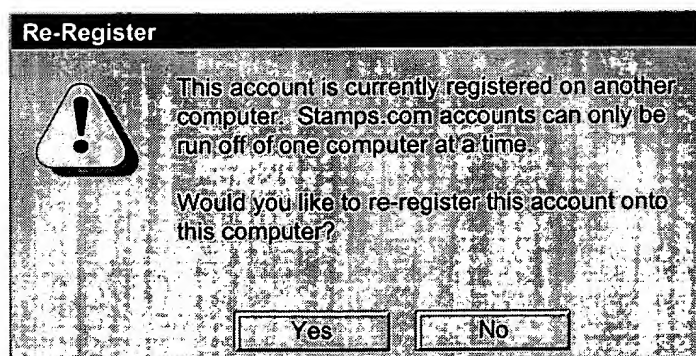 Re-Register
This account is currently registered on another
computer. Stamps.com accounts can only be
run off of one computer at a time.
Would you like to re-register this account onto
this computer?
Yes No